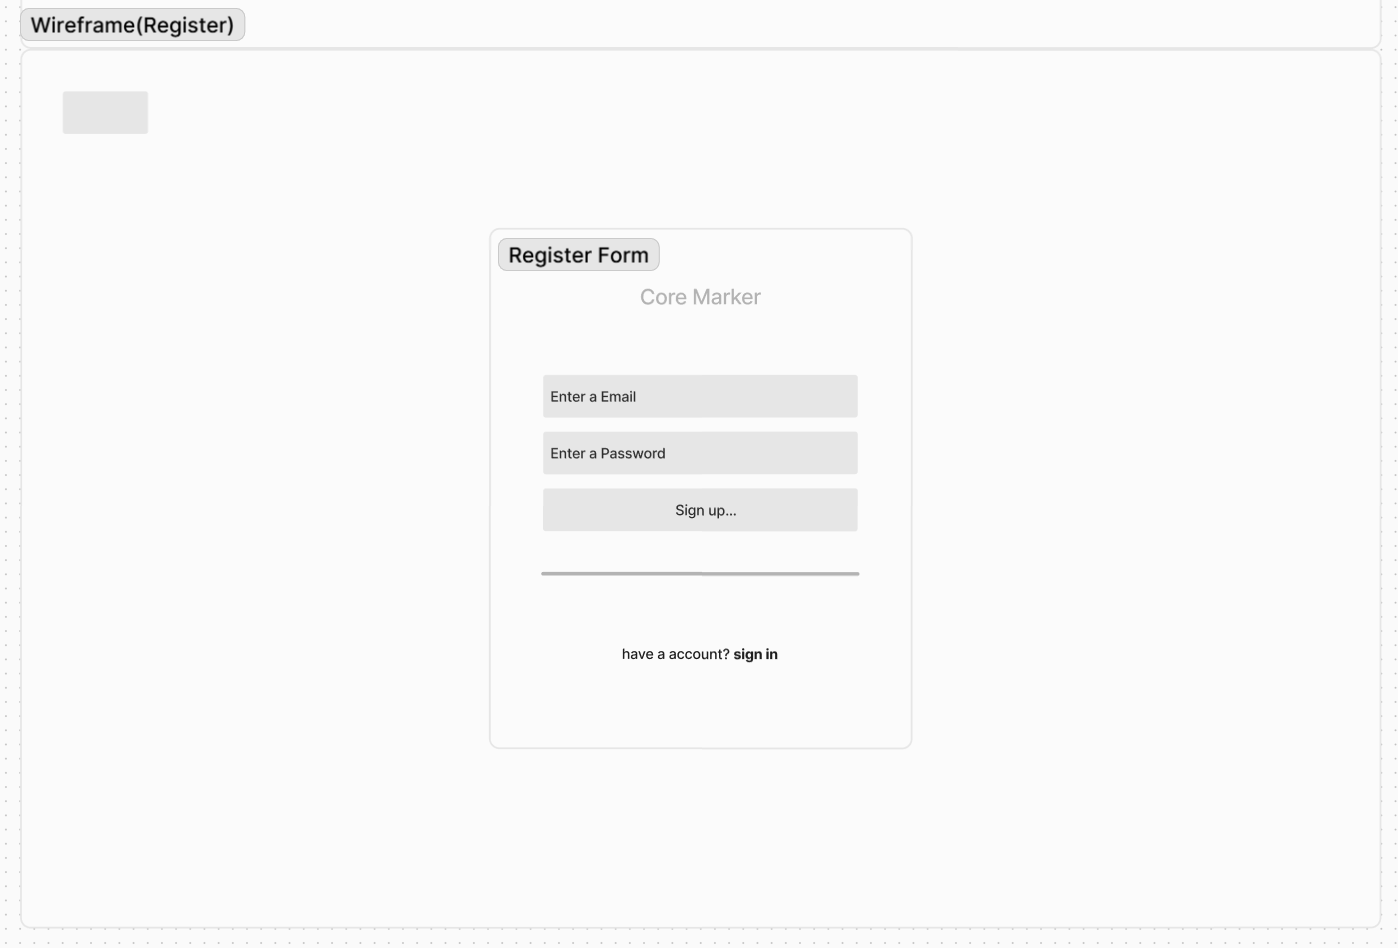 Wireframe(Register)
Register Form
Core Marker
Enter a Email
Enter a Password
Sign up...
have a account? sign in